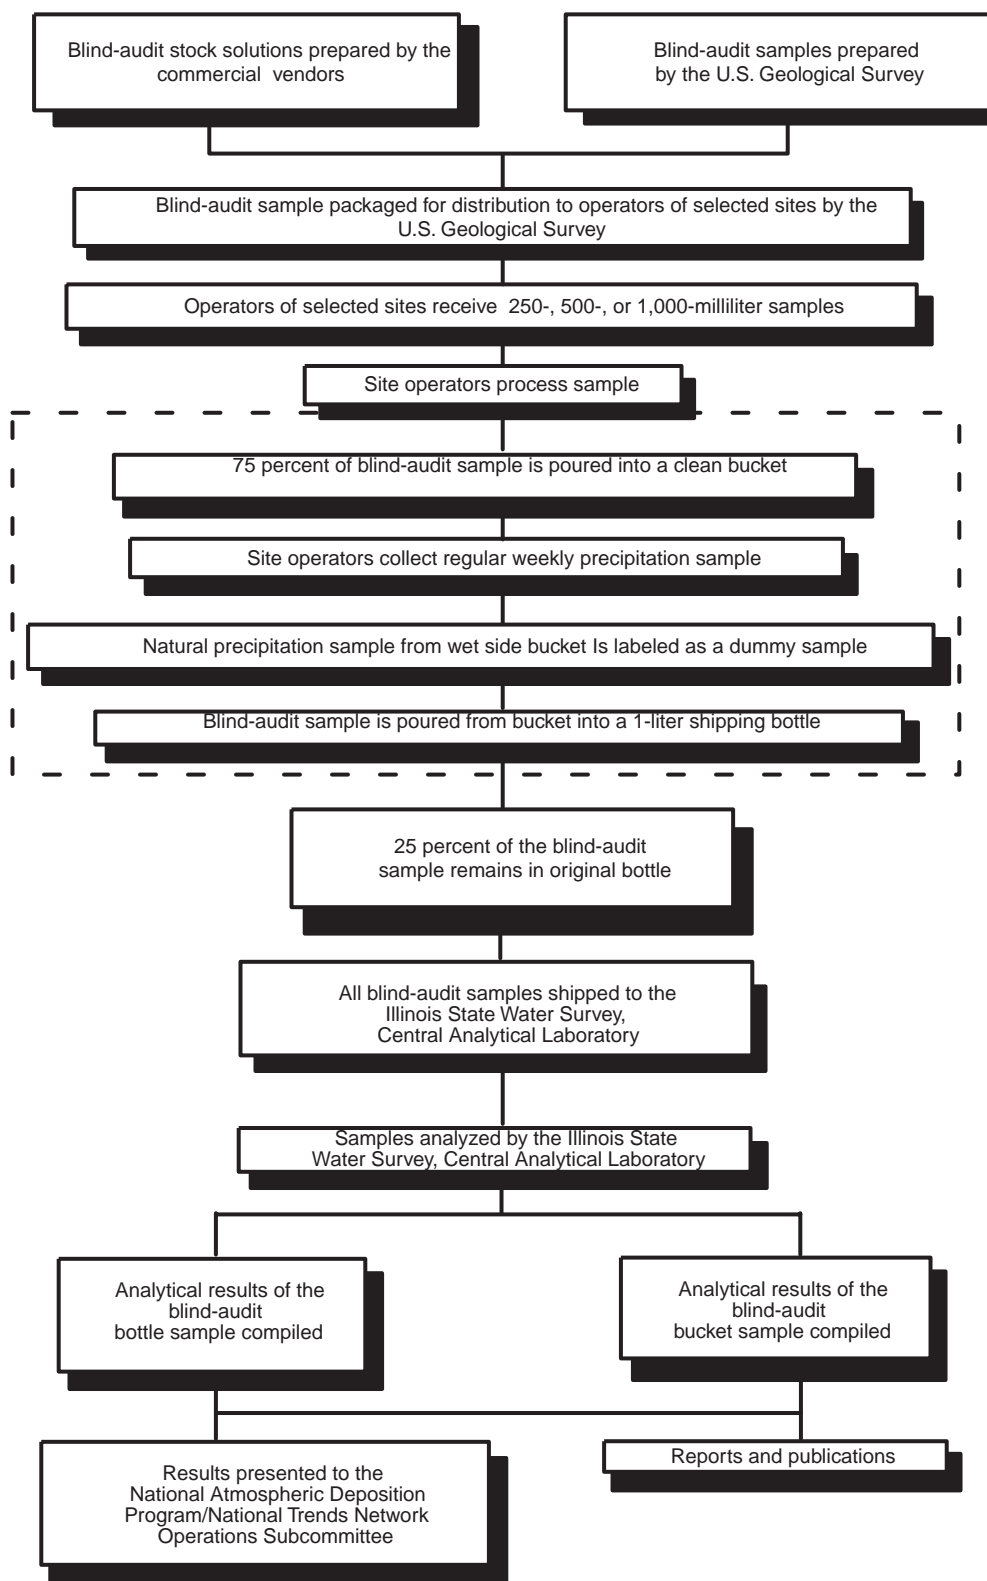 Blind-audit stock solutions prepared by the
commercial vendors
Blind-audit samples prepared
by the U.S. Geological Survey
Blind-audit sample packaged for distribution to operators of selected sites by the
U.S. Geological Survey
Operators of selected sites receive 250-, 500-, or 1,000-milliliter samples
Site operators process sample
75 percent of blind-audit sample is poured into a clean bucket
Site operators collect regular weekly precipitation sample
Natural precipitation sample from wet side bucket Is labeled as a dummy sample
Blind-audit sample is poured from bucket into a 1-liter shipping bottle
25 percent of the blind-audit
sample remains in original bottle
All blind-audit samples shipped to the
Illinois State Water Survey,
Central Analytical Laboratory
Samples analyzed by the Illinois State
Water Survey, Central Analytical Laboratory
Analytical results of the
blind-audit
bottle sample compiled
Analytical results of the
blind-audit
bucket sample compiled
Results presented to the
National Atmospheric Deposition
Program/National Trends Network
Operations Subcommittee
Reports and publications